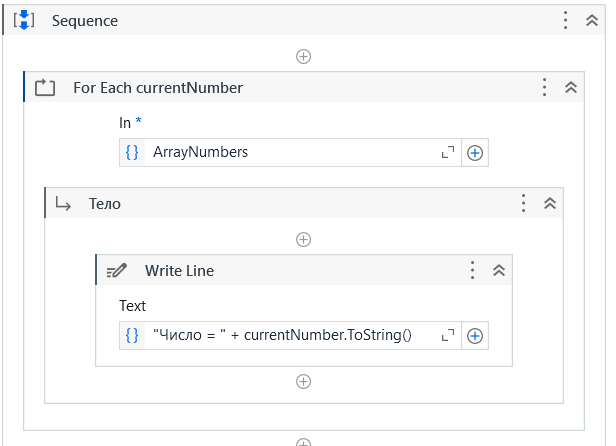 Sequence
For Each currentNumber
In *
{} ArrayNumbers
Тело
Write Line
Text
{} "Число = " + currentNumber.ToString()